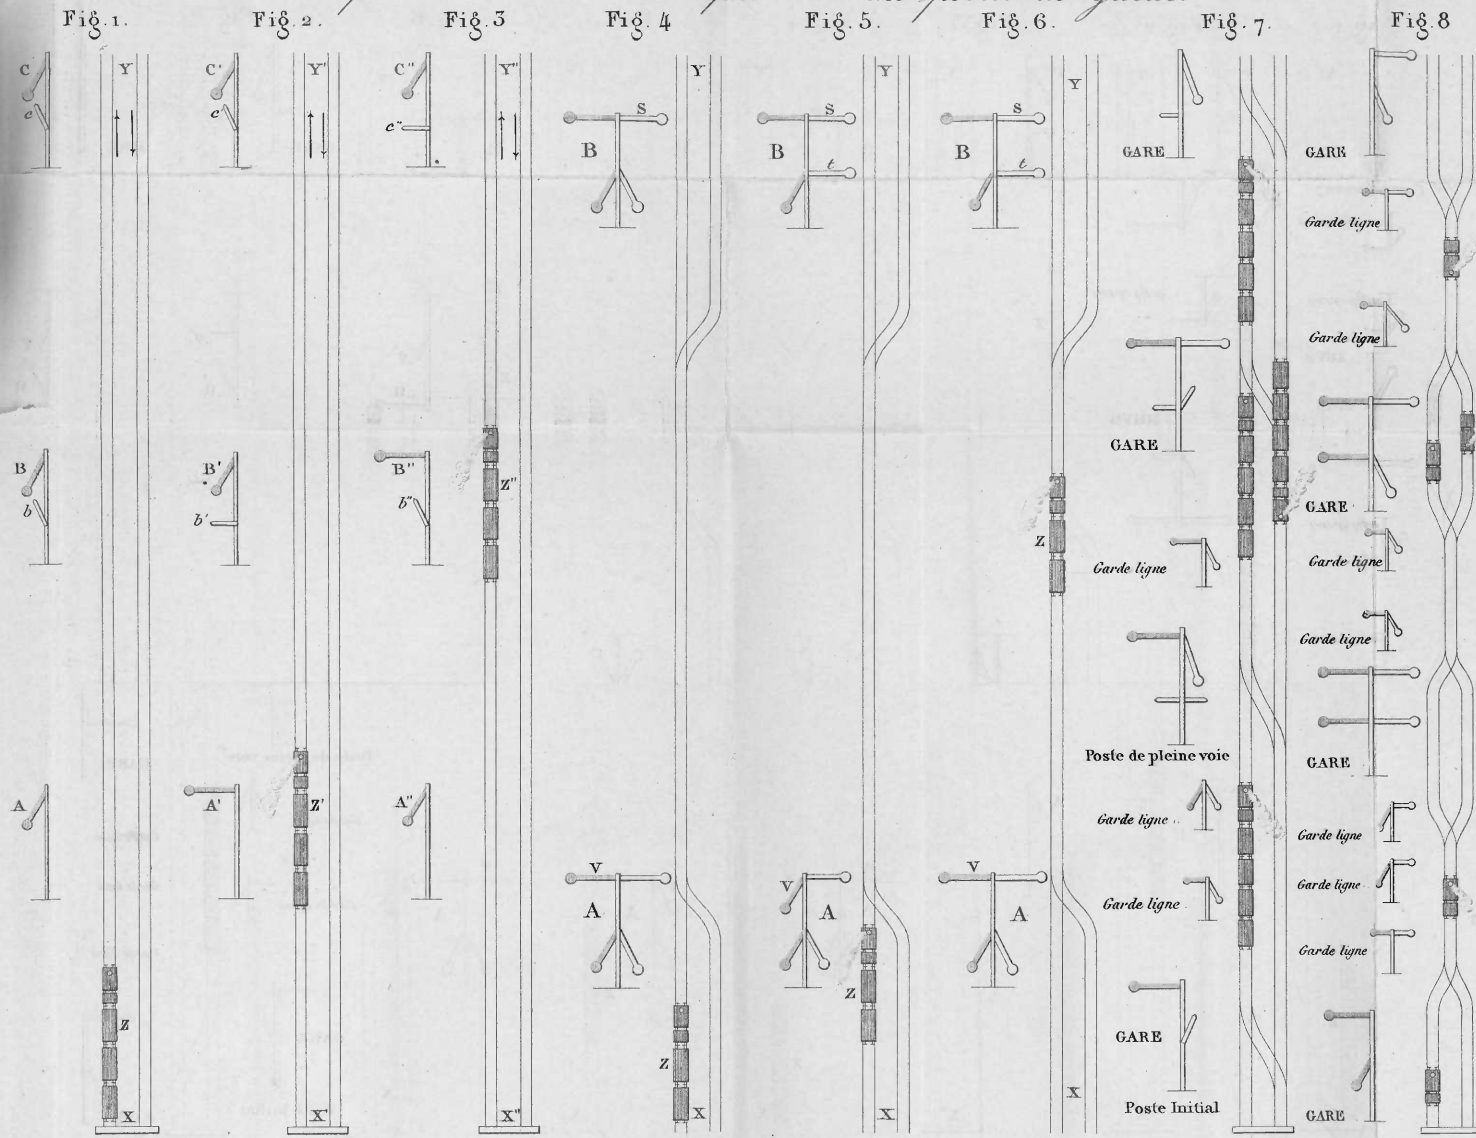 Fig. 1. Fig. 2. Fig. 3 Fig. 4 Fig. 5. Fig. 6. Fig. 7. Fig. 8
C Y C' Y' C" Y" Y Y Y
c c' c"
S S S
B B t B t
GARE GARE
Garde ligne
Garde ligne
B B' B" Z"
b b' b"
GARE
GARE
Z
Garde ligne Garde ligne
Garde ligne
Poste de pleine voie GARE
A A' Z' A"
Garde ligne Garde ligne
V V V
A A A
Garde ligne Garde ligne
Garde ligne
Z Z Z
GARE
X X' X" X X X
Poste Initial GARE